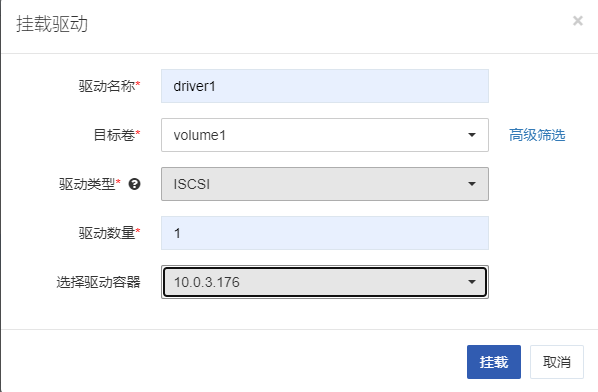 挂载驱动 ×
驱动名称* driver1
目标卷* volume1 高级筛选
驱动类型* ? ISCSI
驱动数量* 1
选择驱动容器 10.0.3.176
挂载 取消